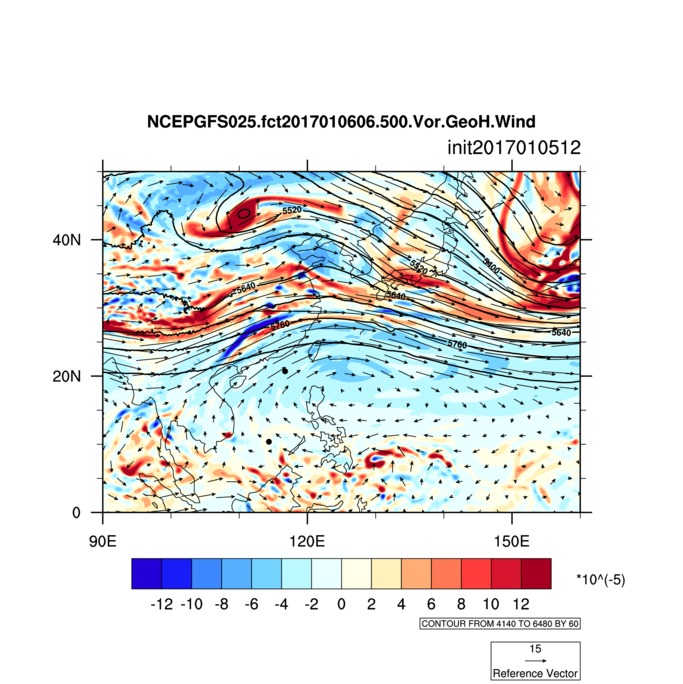 NCEPGFS025.fct2017010606.500.Vor.GeoH.Wind
init2017010512
5520
5400
5520
5640
5640
5760
5640
5760
40N
20N
0
90E 120E 150E
-12 -10 -8 -6 -4 -2 0 2 4 6 8 10 12
*10^(-5)
CONTOUR FROM 4140 TO 6480 BY 60
15
Reference Vector